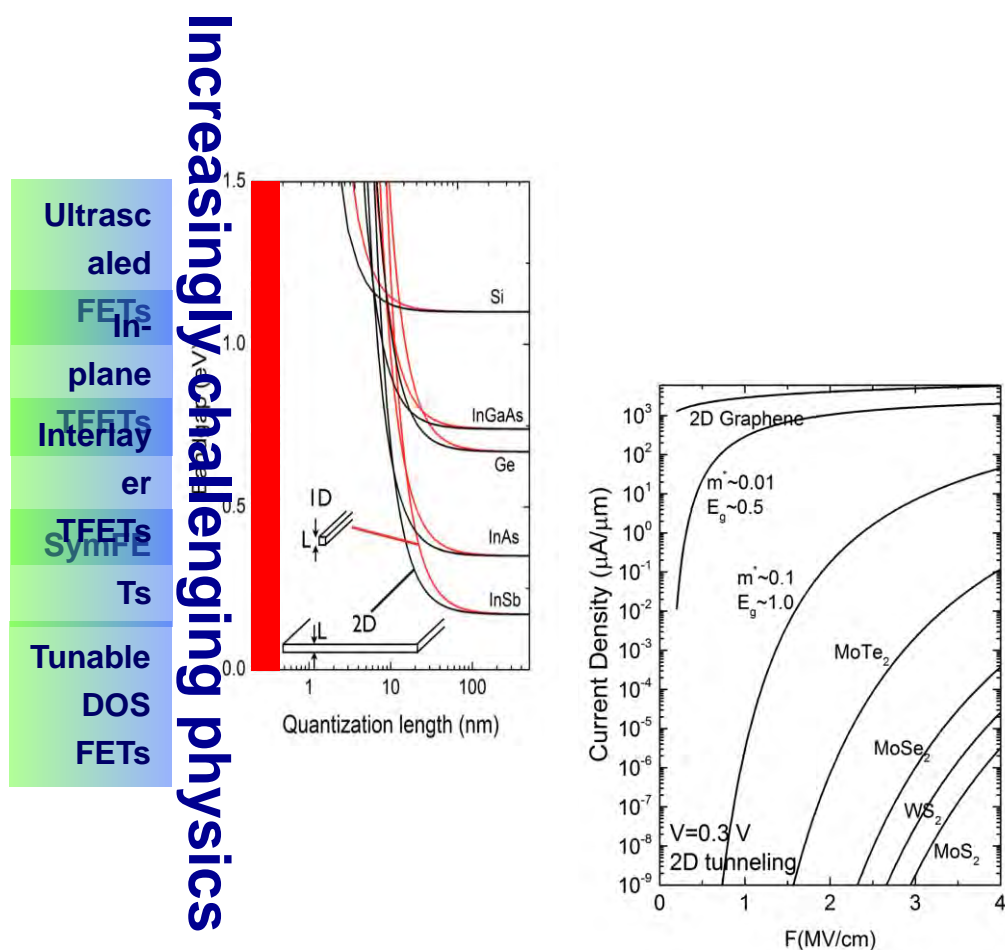 Increasingly challenging physics
Ultrasc
aled
FETs
In-
plane
TFETs
Interlay
er
TFETs
SymFE
Ts
Tunable
DOS
FETs
1.5
1.0
0.5
0.0
Si
InGaAs
Ge
InAs
InSb
1D
L
2D
L
1
10
100
Quantization length (nm)
Current Density (μA/μm)
10³
10²
10¹
10⁰
10⁻¹
10⁻²
10⁻³
10⁻⁴
10⁻⁵
10⁻⁶
10⁻⁷
10⁻⁸
10⁻⁹
2D Graphene
m*~0.01
E_g~0.5
m*~0.1
E_g~1.0
MoTe₂
MoSe₂
WS₂
MoS₂
V=0.3 V
2D tunneling
0
1
2
3
4
F(MV/cm)